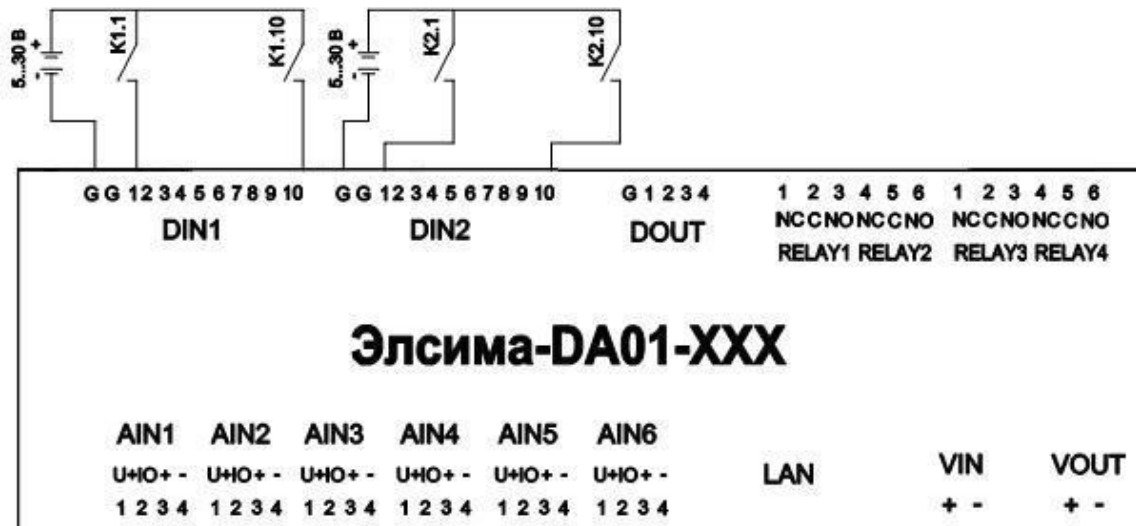 5...30 В + -
K1.1
K1.10
5...30 В + -
K2.1
K2.10
G G 1 2 3 4 5 6 7 8 9 10 G G 1 2 3 4 5 6 7 8 9 10 G 1 2 3 4 1 2 3 4 5 6 1 2 3 4 5 6
NC C NO NC C NO NC C NO NC C NO
DIN1 DIN2 DOUT
RELAY1 RELAY2 RELAY3 RELAY4
Элсима-DA01-XXX
AIN1 AIN2 AIN3 AIN4 AIN5 AIN6
U+IO+ - U+IO+ - U+IO+ - U+IO+ - U+IO+ - U+IO+ - LAN VIN VOUT
1 2 3 4 1 2 3 4 1 2 3 4 1 2 3 4 1 2 3 4 1 2 3 4 + - + -